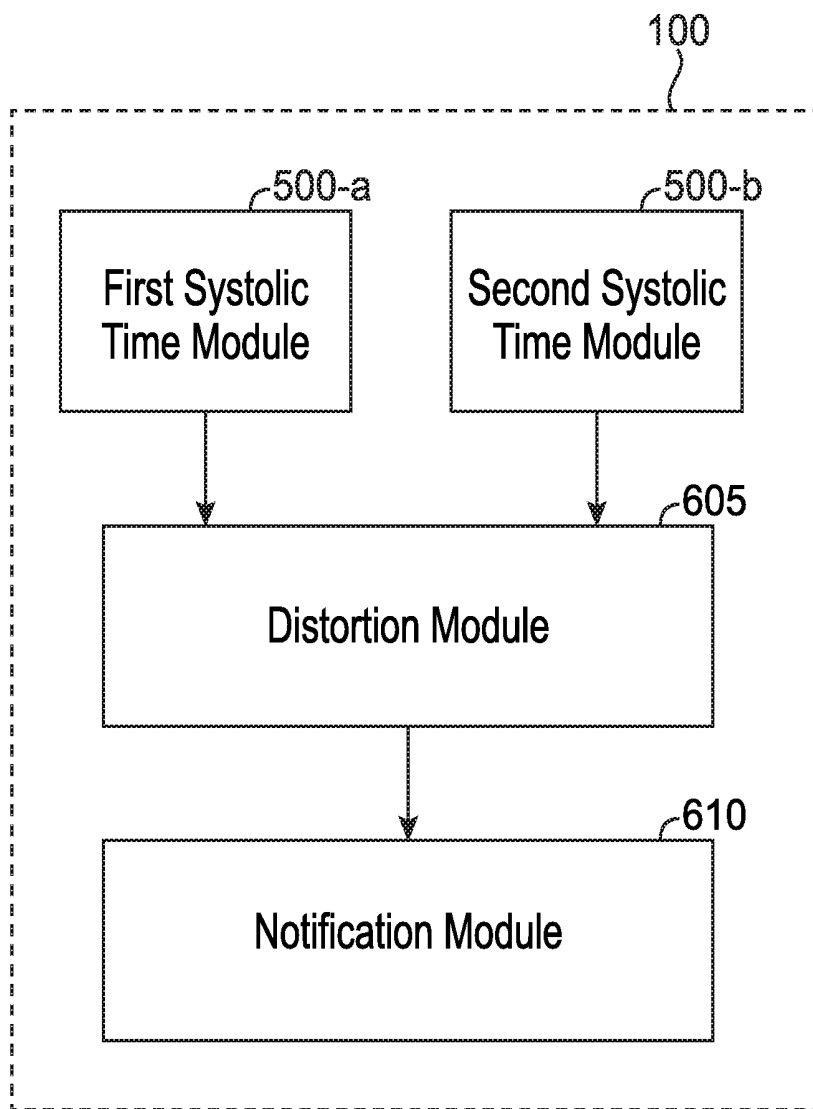 100
500-a
500-b
First Systolic
Time Module
Second Systolic
Time Module
605
Distortion Module
610
Notification Module